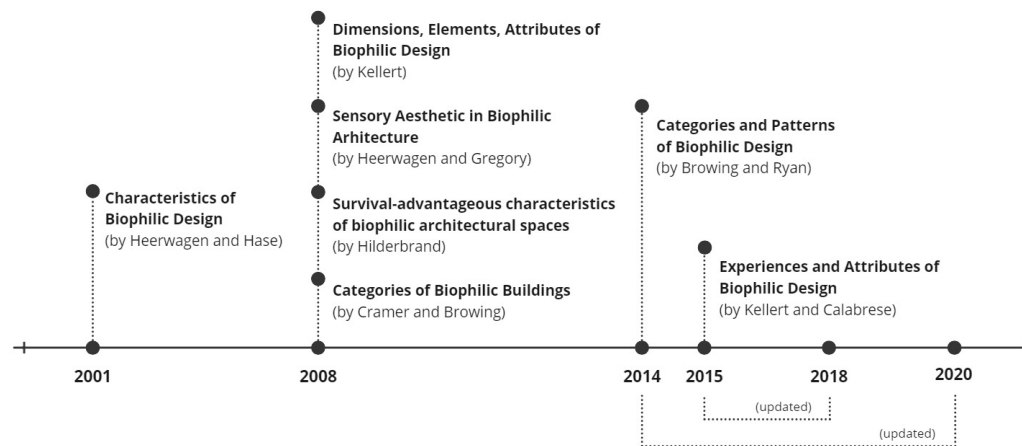 Dimensions, Elements, Attributes of
Biophilic Design
(by Kellert)
Sensory Aesthetic in Biophilic
Arhitecture
(by Heerwagen and Gregory)
Categories and Patterns
of Biophilic Design
(by Browing and Ryan)
Characteristics of
Biophilic Design
(by Heerwagen and Hase)
Survival-advantageous characteristics
of biophilic architectural spaces
(by Hilderbrand)
Experiences and Attributes of
Biophilic Design
(by Kellert and Calabrese)
Categories of Biophilic Buildings
(by Cramer and Browing)
2001
2008
2014
2015
2018
2020
(updated)
(updated)